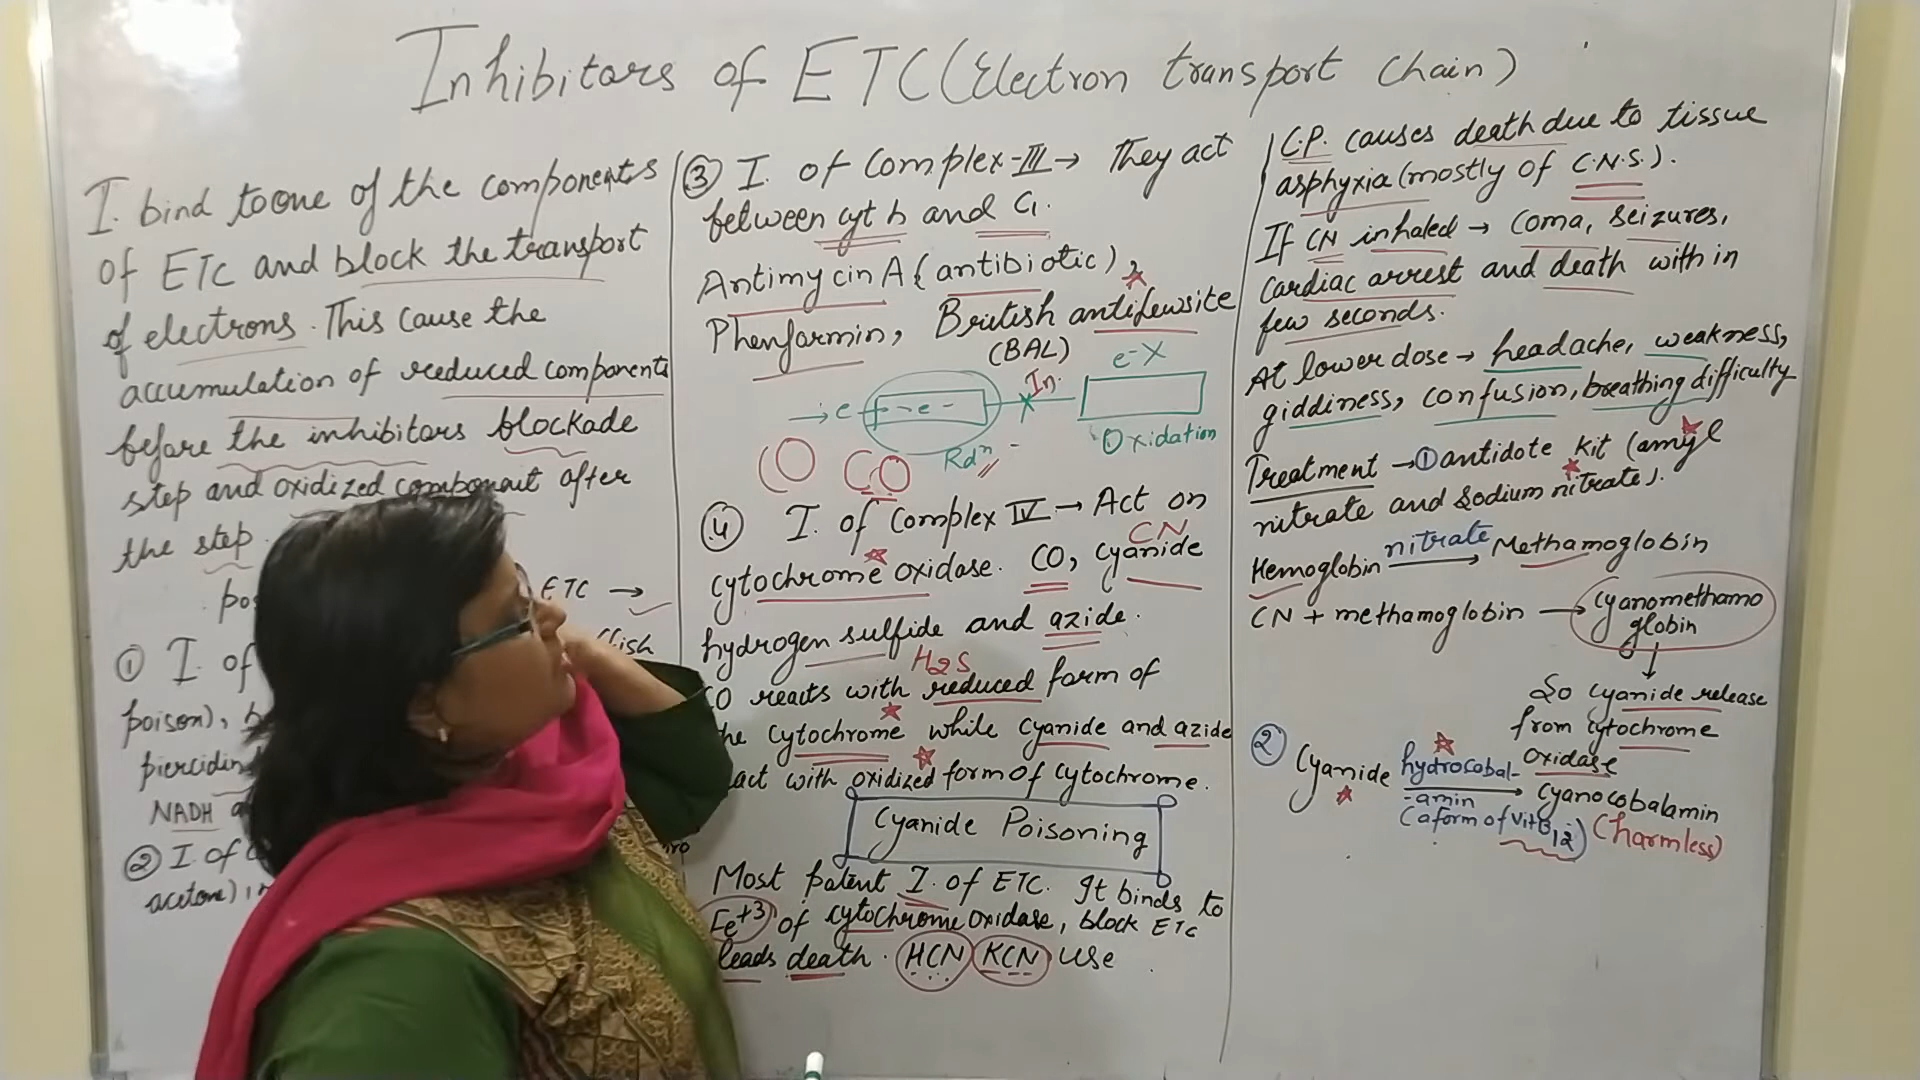 Inhibitors of ETC (Electron transport chain)
I. bind to one of the components
of ETC and block the transport
of electrons. This cause the
accumulation of reduced components
before the inhibitors blockade
step and oxidized component after
the step.
ETC →
① I. of
poison),
piercidin
NADH
② I. of
acetone),
③ I. of Complex-III → They act
between cyt b and C1.
Antimycin A (antibiotic),
Phenformin, British antilewsite
(BAL)
e-X
In.
→ e -e-
Oxidation
Rdn
CO CO
④ I. of Complex IV → Act on
CN
cytochrome oxidase. CO, cyanide
hydrogen sulfide and azide.
H2S
CO reacts with reduced form of
the cytochrome while cyanide and azide
act with oxidized form of cytochrome.
Cyanide Poisoning
Most potent I. of ETC. It binds to
Fe+3 of cytochrome oxidase, block ETC
leads death. HCN KCN use
C.P. causes death due to tissue
asphyxia (mostly of C.N.S.).
If CN inhaled → Coma, seizures,
cardiac arrest and death with in
few seconds.
At lower dose → headache, weakness,
giddiness, confusion, breathing difficulty
Treatment → ① antidote kit (amyl
nitrate and sodium nitrate).
Hemoglobin nitrate → Methamoglobin
CN + methamoglobin → cyanomethamo
globin
↓
So cyanide release
from cytochrome
oxidase
② Cyanide hydrocobal-
-amin → cyanocobalamin
(a form of vit B12) (harmless)